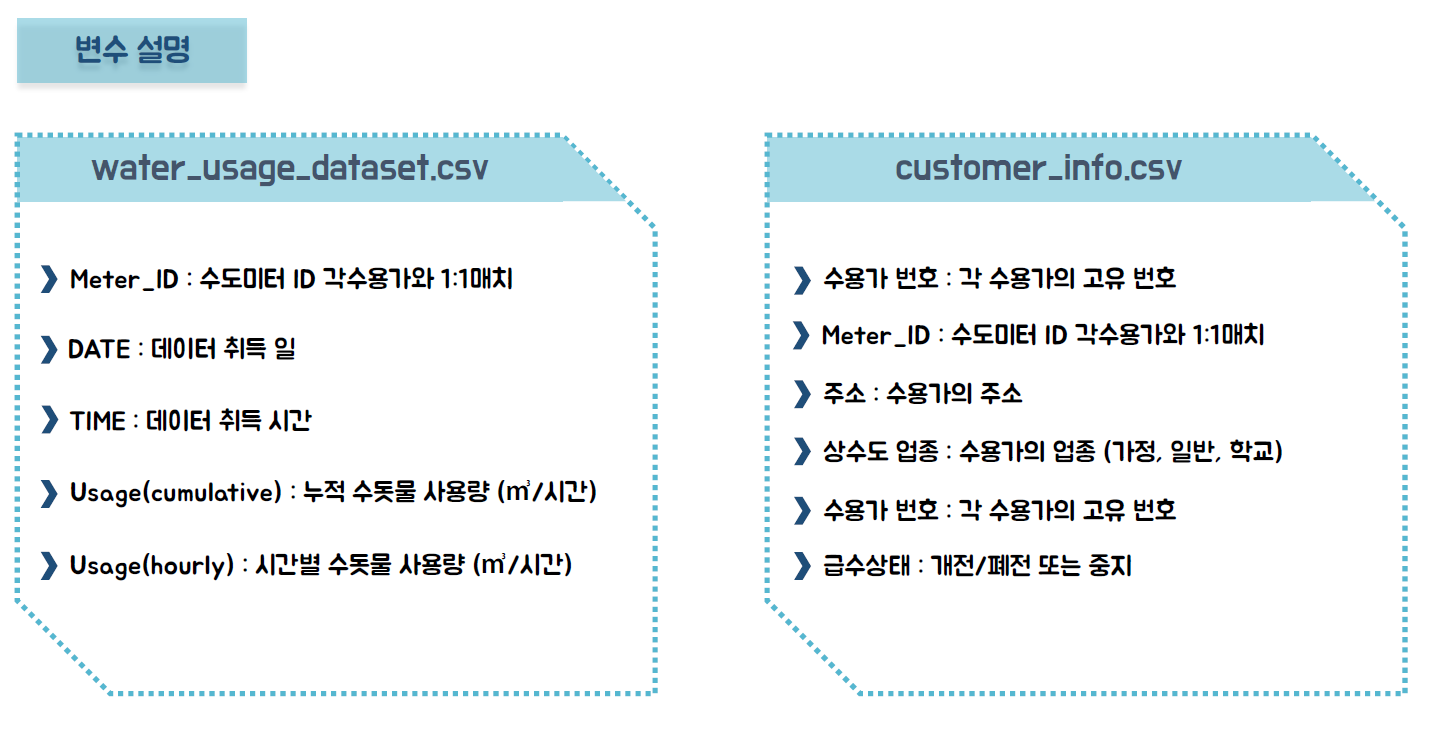 변수 설명
water_usage_dataset.csv
Meter_ID : 수도미터 ID 각수용가와 1:1매치
DATE : 데이터 취득 일
TIME : 데이터 취득 시간
Usage(cumulative) : 누적 수돗물 사용량 (㎥/시간)
Usage(hourly) : 시간별 수돗물 사용량 (㎥/시간)
customer_info.csv
수용가 번호 : 각 수용가의 고유 번호
Meter_ID : 수도미터 ID 각수용가와 1:1매치
주소 : 수용가의 주소
상수도 업종 : 수용가의 업종 (가정, 일반, 학교)
수용가 번호 : 각 수용가의 고유 번호
급수상태 : 개전/폐전 또는 중지